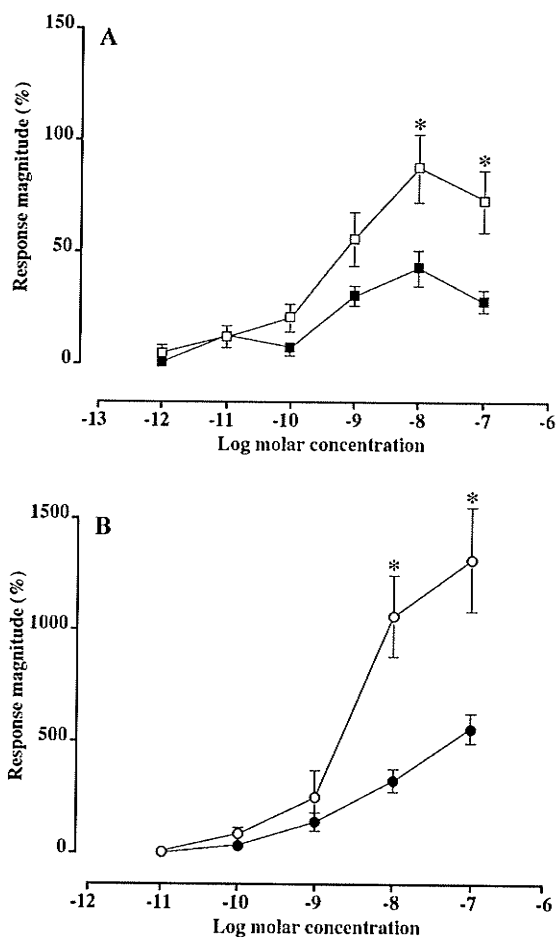 A
150
100
50
0
Response magnitude (%)
* *
-13 -12 -11 -10 -9 -8 -7 -6
Log molar concentration
B
1500
1000
500
0
Response magnitude (%)
* *
-12 -11 -10 -9 -8 -7 -6
Log molar concentration